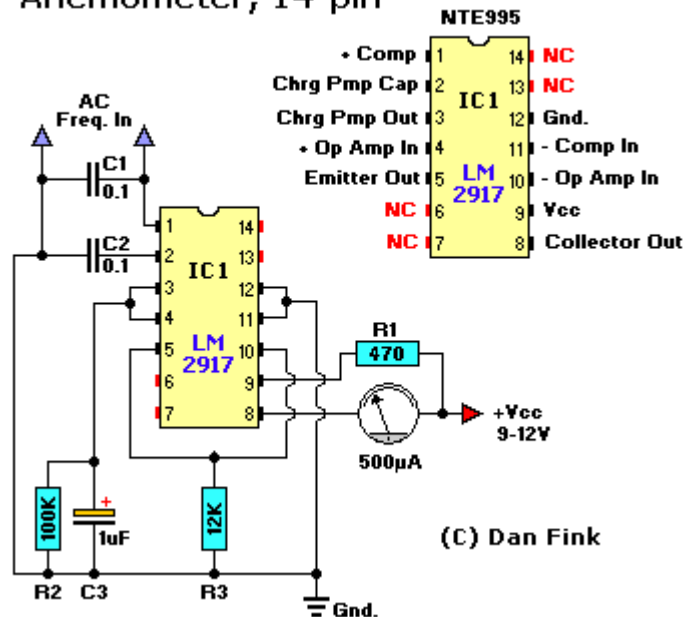 Anemometer, 14 pin
NTE995
+ Comp 1 14 NC
Chrg Pmp Cap 2 13 NC
IC1
Chrg Pmp Out 3 12 Gnd.
+ Op Amp In 4 11 - Comp In
Emitter Out 5 LM 10 - Op Amp In
2917
NC 6 9 Vcc
NC 7 8 Collector Out
AC
Freq. In
C1
0.1
C2
0.1
1 14
2 13
IC1
3 12
4 11
5 LM 10
2917
6 9
7 8
R1
470
+Vcc
9-12V
500µA
100K
+
1uF
12K
(C) Dan Fink
R2 C3 R3
Gnd.